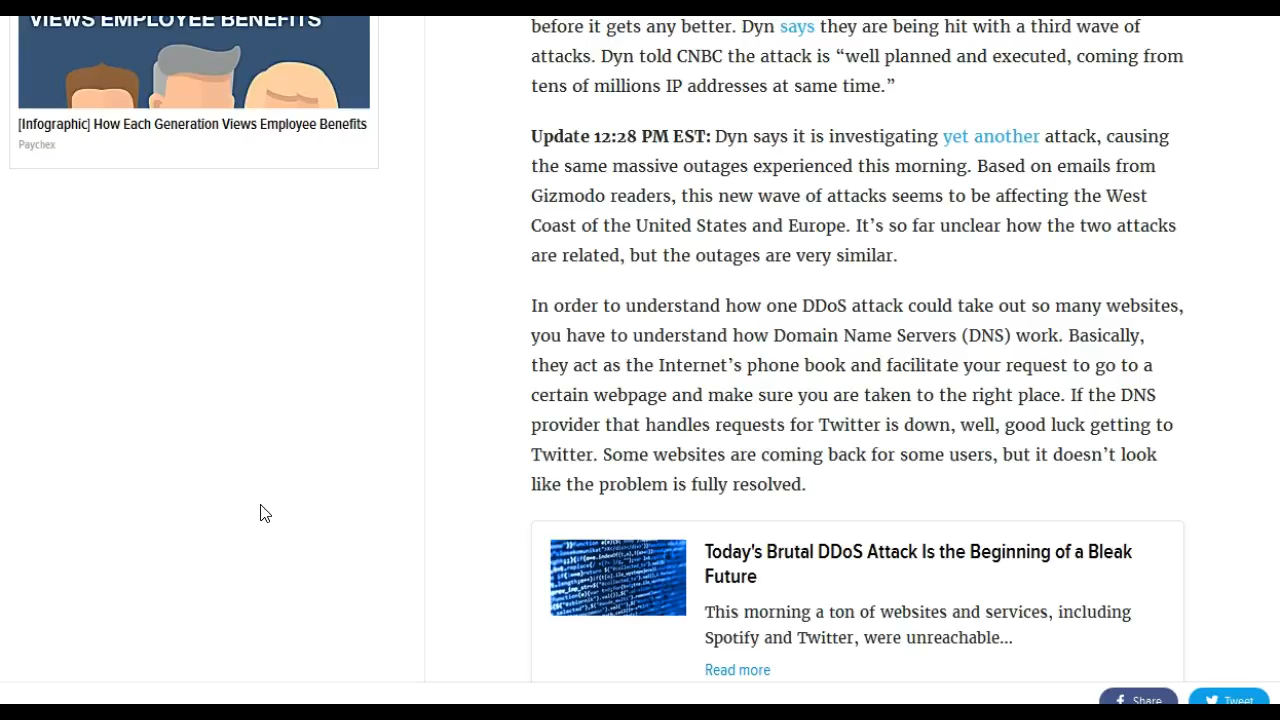 VIEWS EMPLOYEE BENEFITS
[Infographic] How Each Generation Views Employee Benefits
Paychex
before it gets any better. Dyn says they are being hit with a third wave of
attacks. Dyn told CNBC the attack is “well planned and executed, coming from
tens of millions IP addresses at same time.”
Update 12:28 PM EST: Dyn says it is investigating yet another attack, causing
the same massive outages experienced this morning. Based on emails from
Gizmodo readers, this new wave of attacks seems to be affecting the West
Coast of the United States and Europe. It’s so far unclear how the two attacks
are related, but the outages are very similar.
In order to understand how one DDoS attack could take out so many websites,
you have to understand how Domain Name Servers (DNS) work. Basically,
they act as the Internet’s phone book and facilitate your request to go to a
certain webpage and make sure you are taken to the right place. If the DNS
provider that handles requests for Twitter is down, well, good luck getting to
Twitter. Some websites are coming back for some users, but it doesn’t look
like the problem is fully resolved.
Today's Brutal DDoS Attack Is the Beginning of a Bleak
Future
This morning a ton of websites and services, including
Spotify and Twitter, were unreachable...
Read more
Share
Tweet